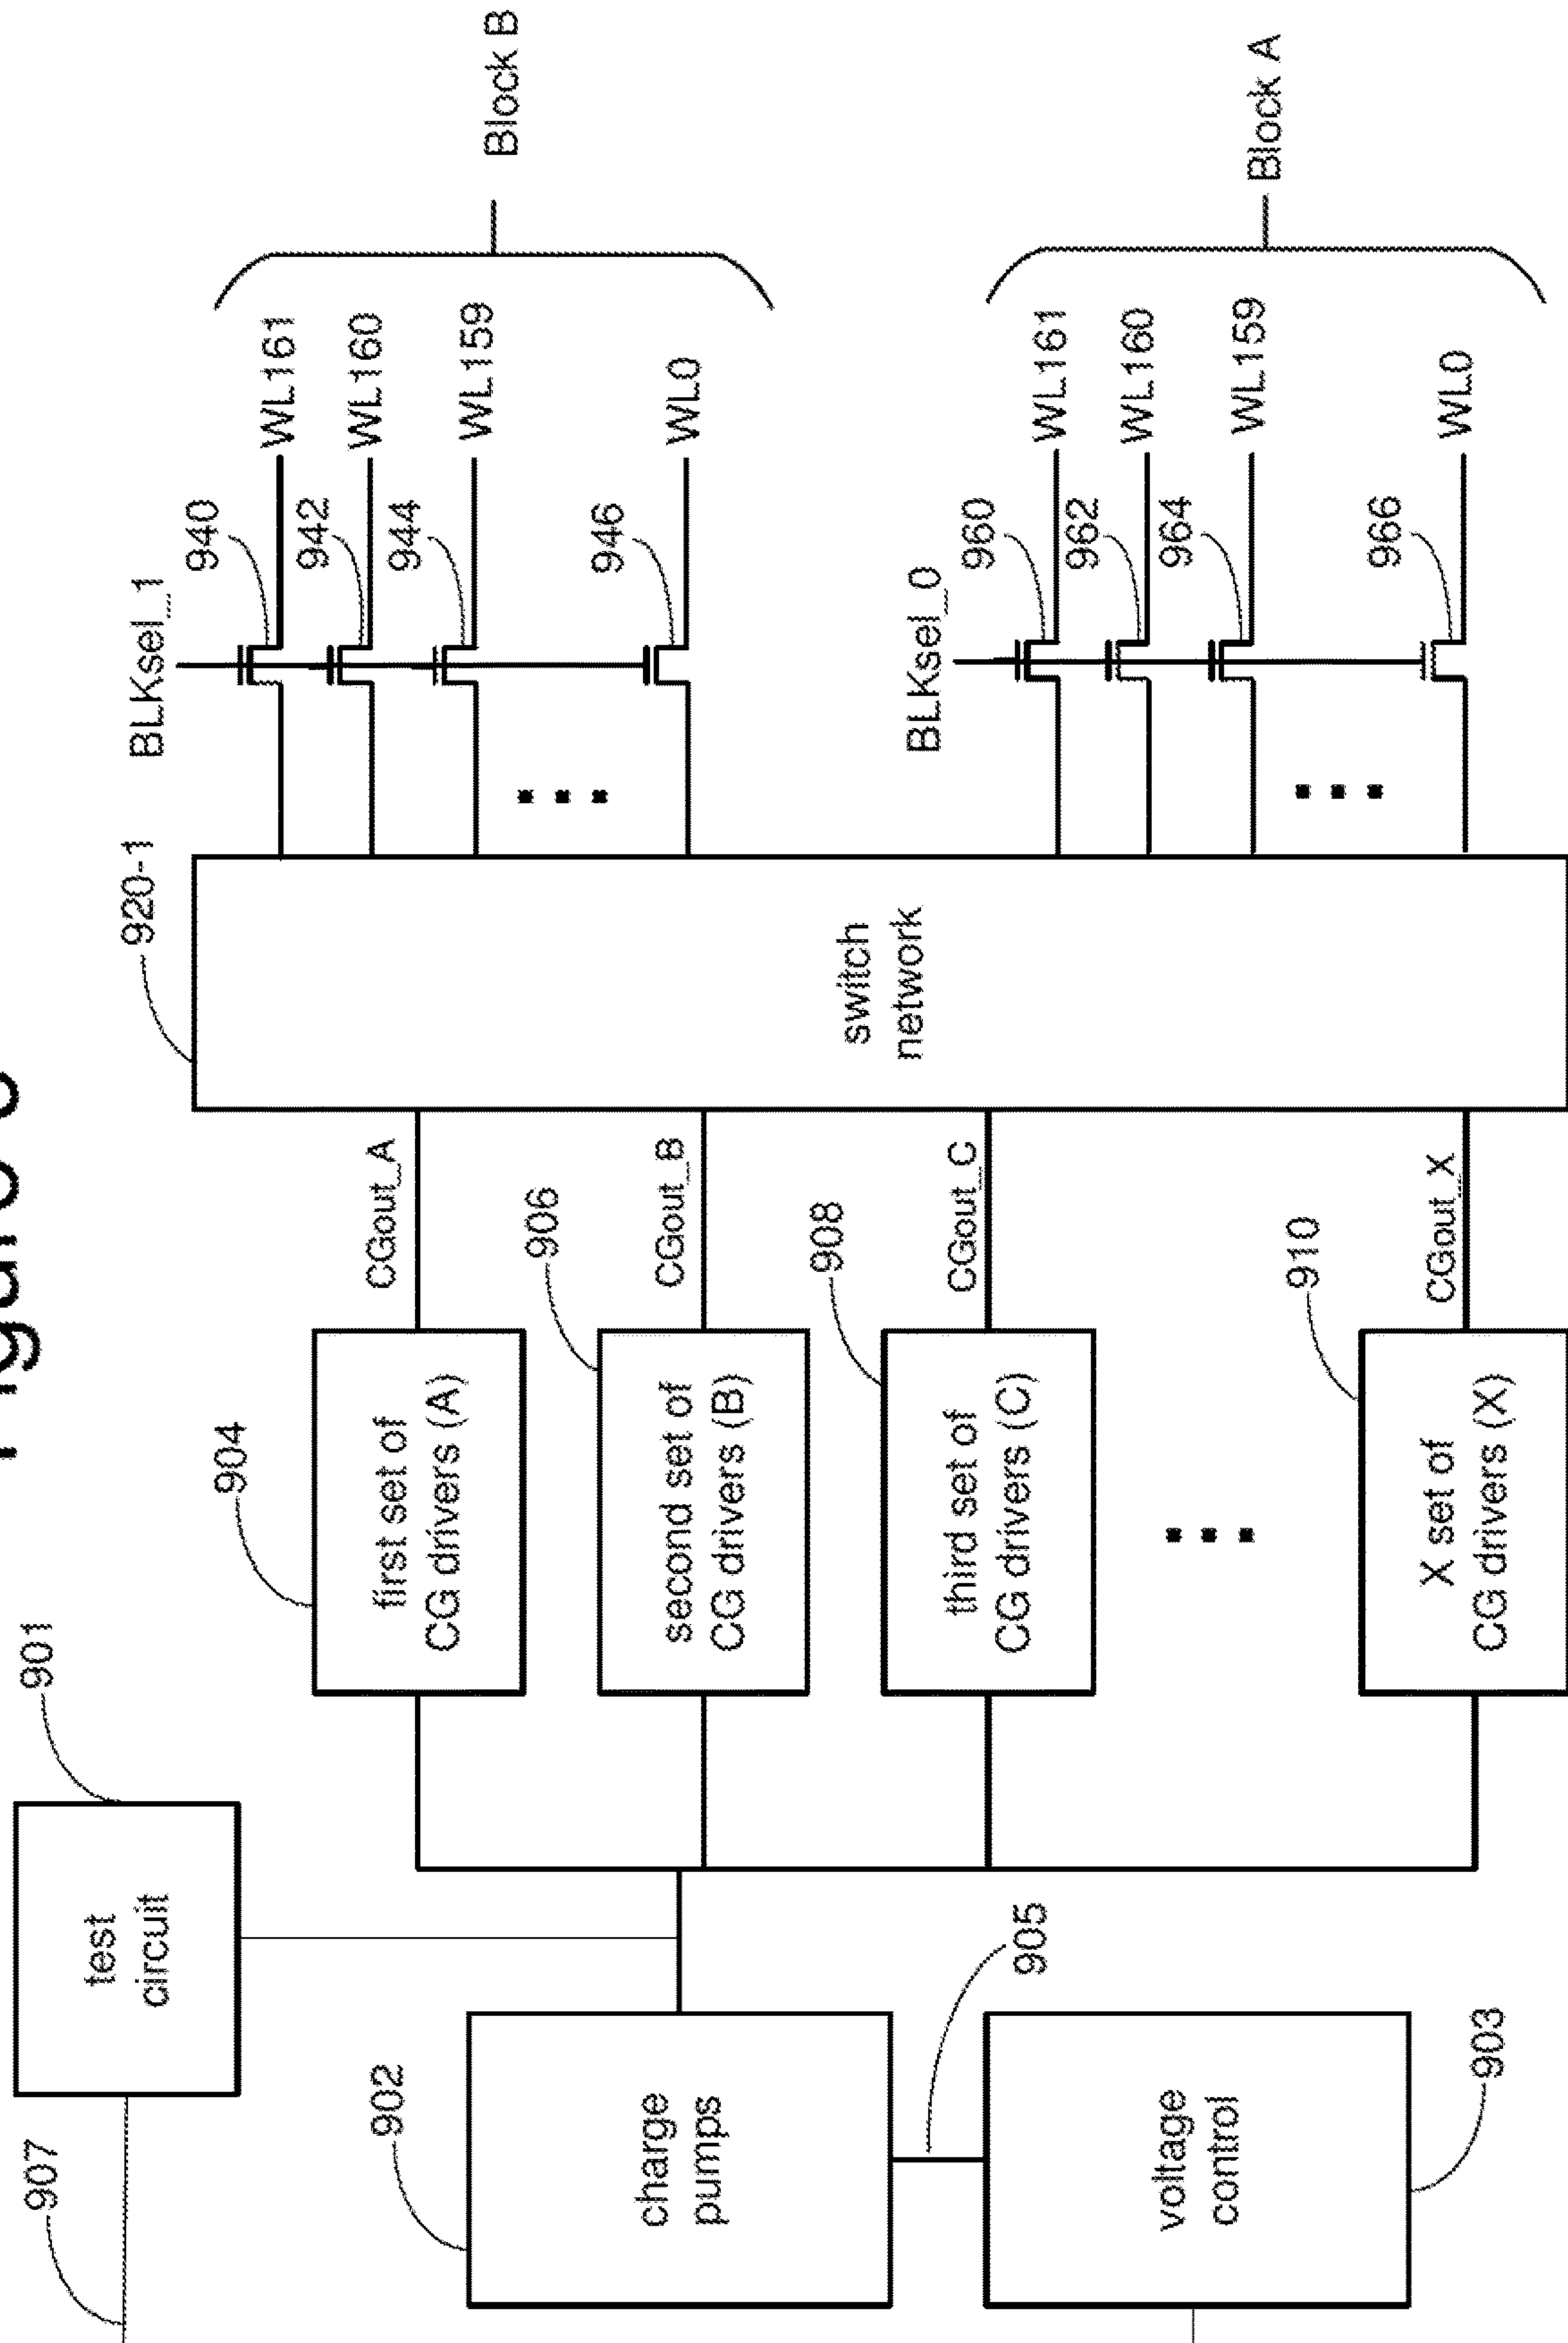 907
test
circuit
901
902
charge
pumps
905
voltage
control
903
904
first set of
CG drivers (A)
CGout_A
906
second set of
CG drivers (B)
CGout_B
908
third set of
CG drivers (C)
CGout_C
910
X set of
CG drivers (X)
CGout_X
920-1
switch
network
BLKsel_1
940
WL161
942
WL160
944
WL159
946
WL0
Block B
BLKsel_0
960
WL161
962
WL160
964
WL159
966
WL0
Block A